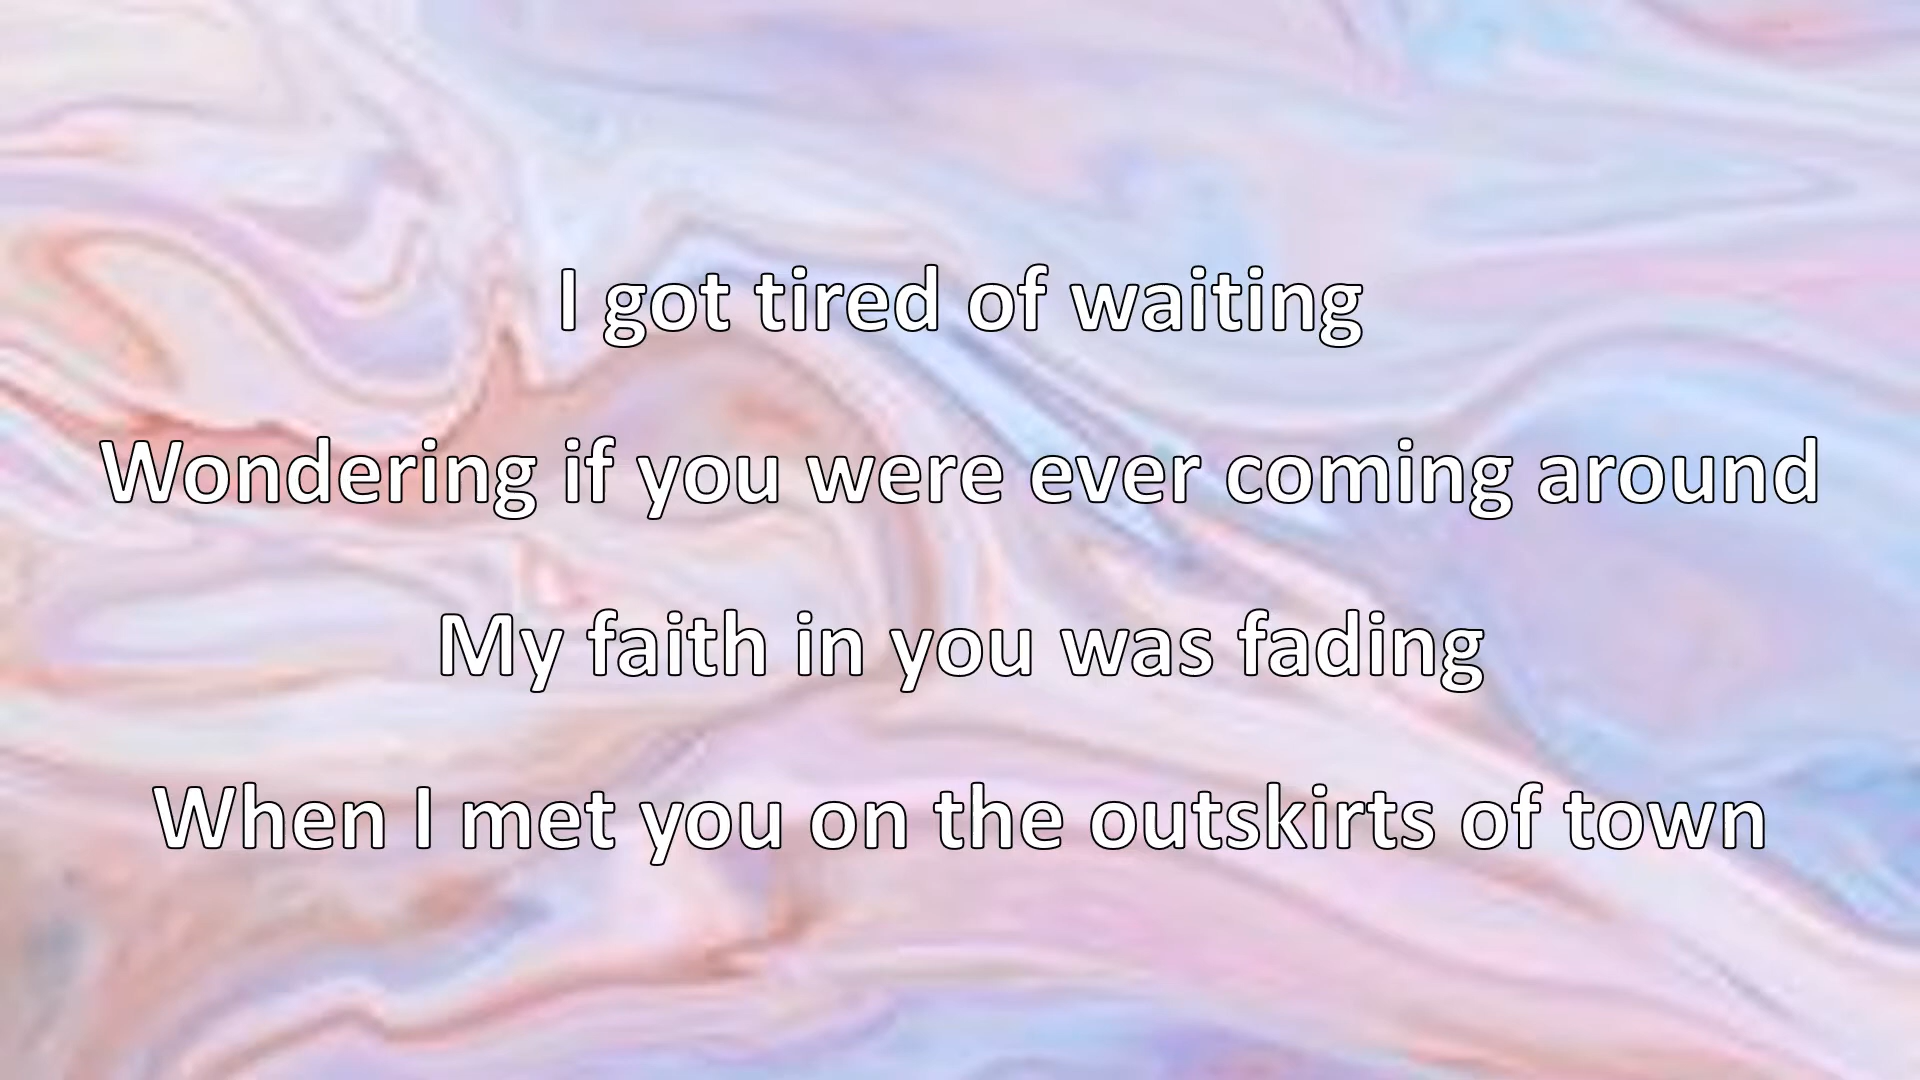 I got tired of waiting
Wondering if you were ever coming around
My faith in you was fading
When I met you on the outskirts of town